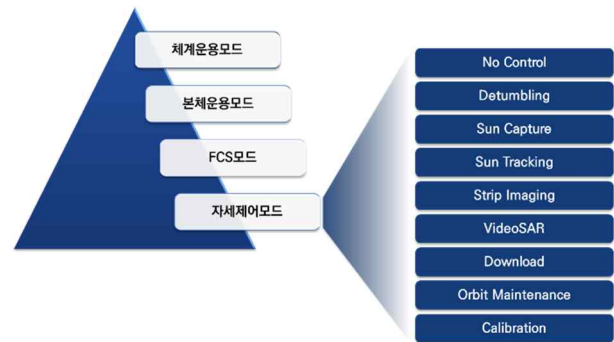 체계운용모드
본체운용모드
FCS모드
자세제어모드
No Control
Detumbling
Sun Capture
Sun Tracking
Strip Imaging
VideoSAR
Download
Orbit Maintenance
Calibration